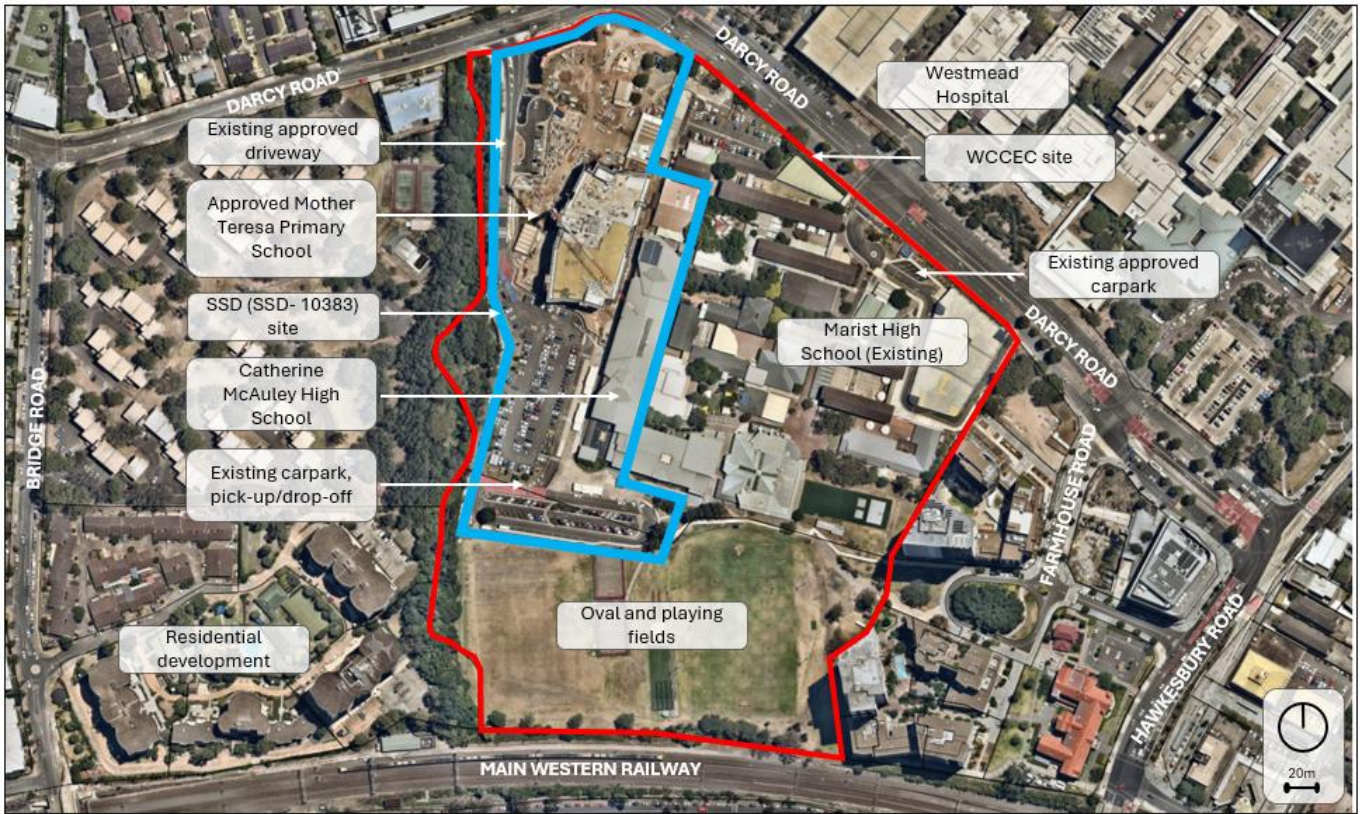 DARCY ROAD
DARCY ROAD
Westmead
Hospital
Existing approved
driveway
WCCEC site
Approved Mother
Teresa Primary
School
Existing approved
carpark
SSD (SSD- 10383)
site
Marist High
School (Existing)
DARCY ROAD
Catherine
McAuley High
School
BRIDGE ROAD
Existing carpark,
pick-up/drop-off
FARMHOUSE ROAD
Oval and playing
fields
Residential
development
HAWKESBURY ROAD
MAIN WESTERN RAILWAY
20m